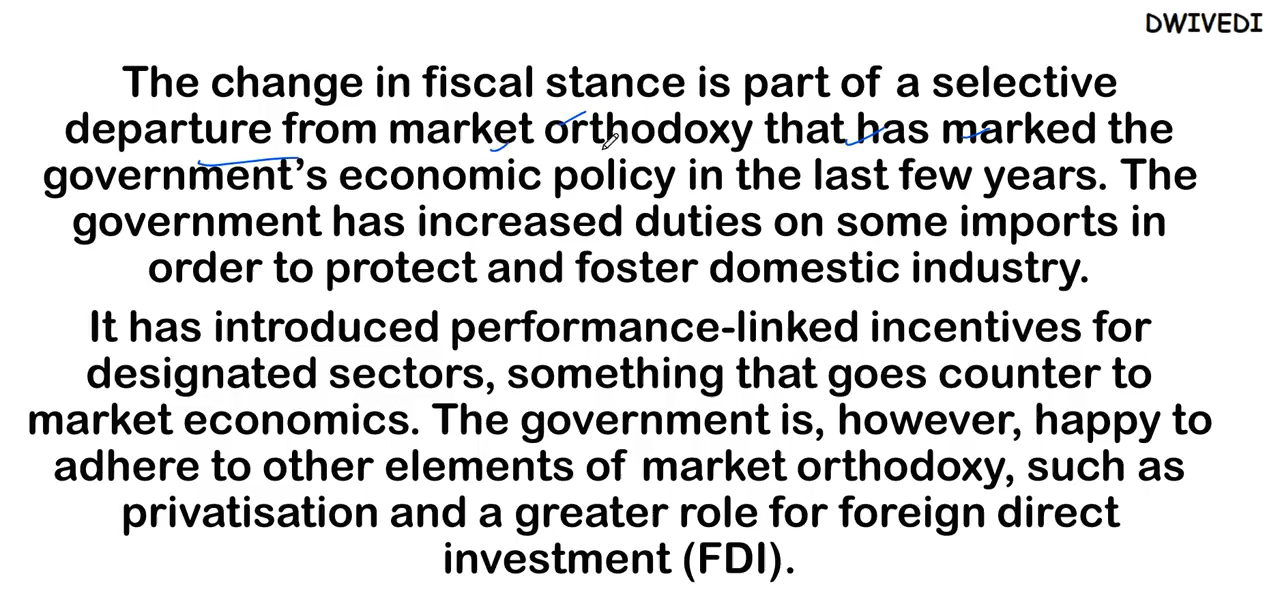 DWIVEDI
The change in fiscal stance is part of a selective
departure from market orthodoxy that has marked the
government's economic policy in the last few years. The
government has increased duties on some imports in
order to protect and foster domestic industry.
It has introduced performance-linked incentives for
designated sectors, something that goes counter to
market economics. The government is, however, happy to
adhere to other elements of market orthodoxy, such as
privatisation and a greater role for foreign direct
investment (FDI).